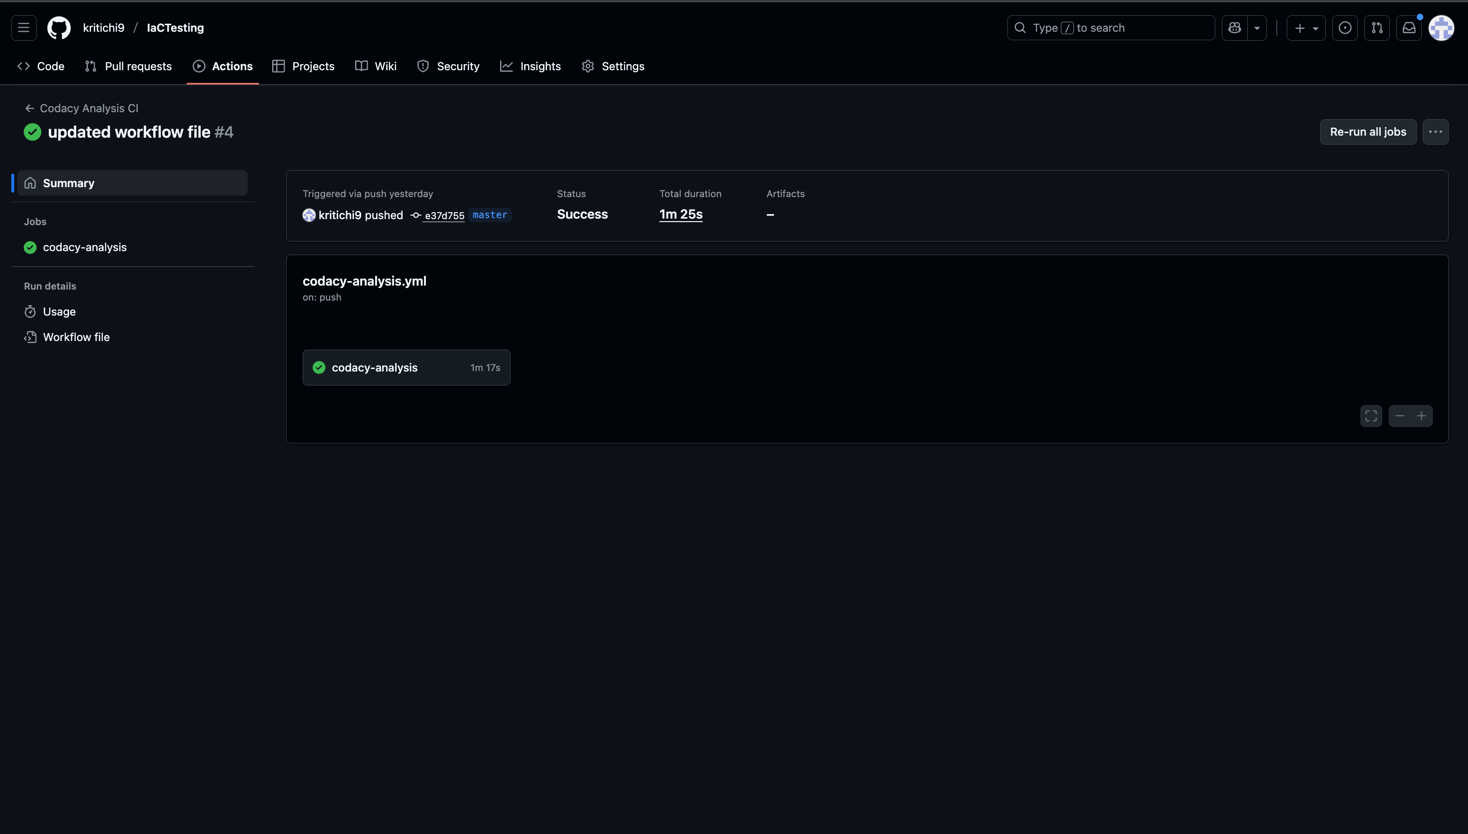 kritichi9 / IaCTesting
Type / to search
Code Pull requests Actions Projects Wiki Security Insights Settings
Codacy Analysis CI
updated workflow file #4
Re-run all jobs
Summary
Jobs
codacy-analysis
Run details
Usage
Workflow file
Triggered via push yesterday
kritichi9 pushed e37d755 master
Status
Success
Total duration
1m 25s
Artifacts
–
codacy-analysis.yml
on: push
codacy-analysis 1m 17s